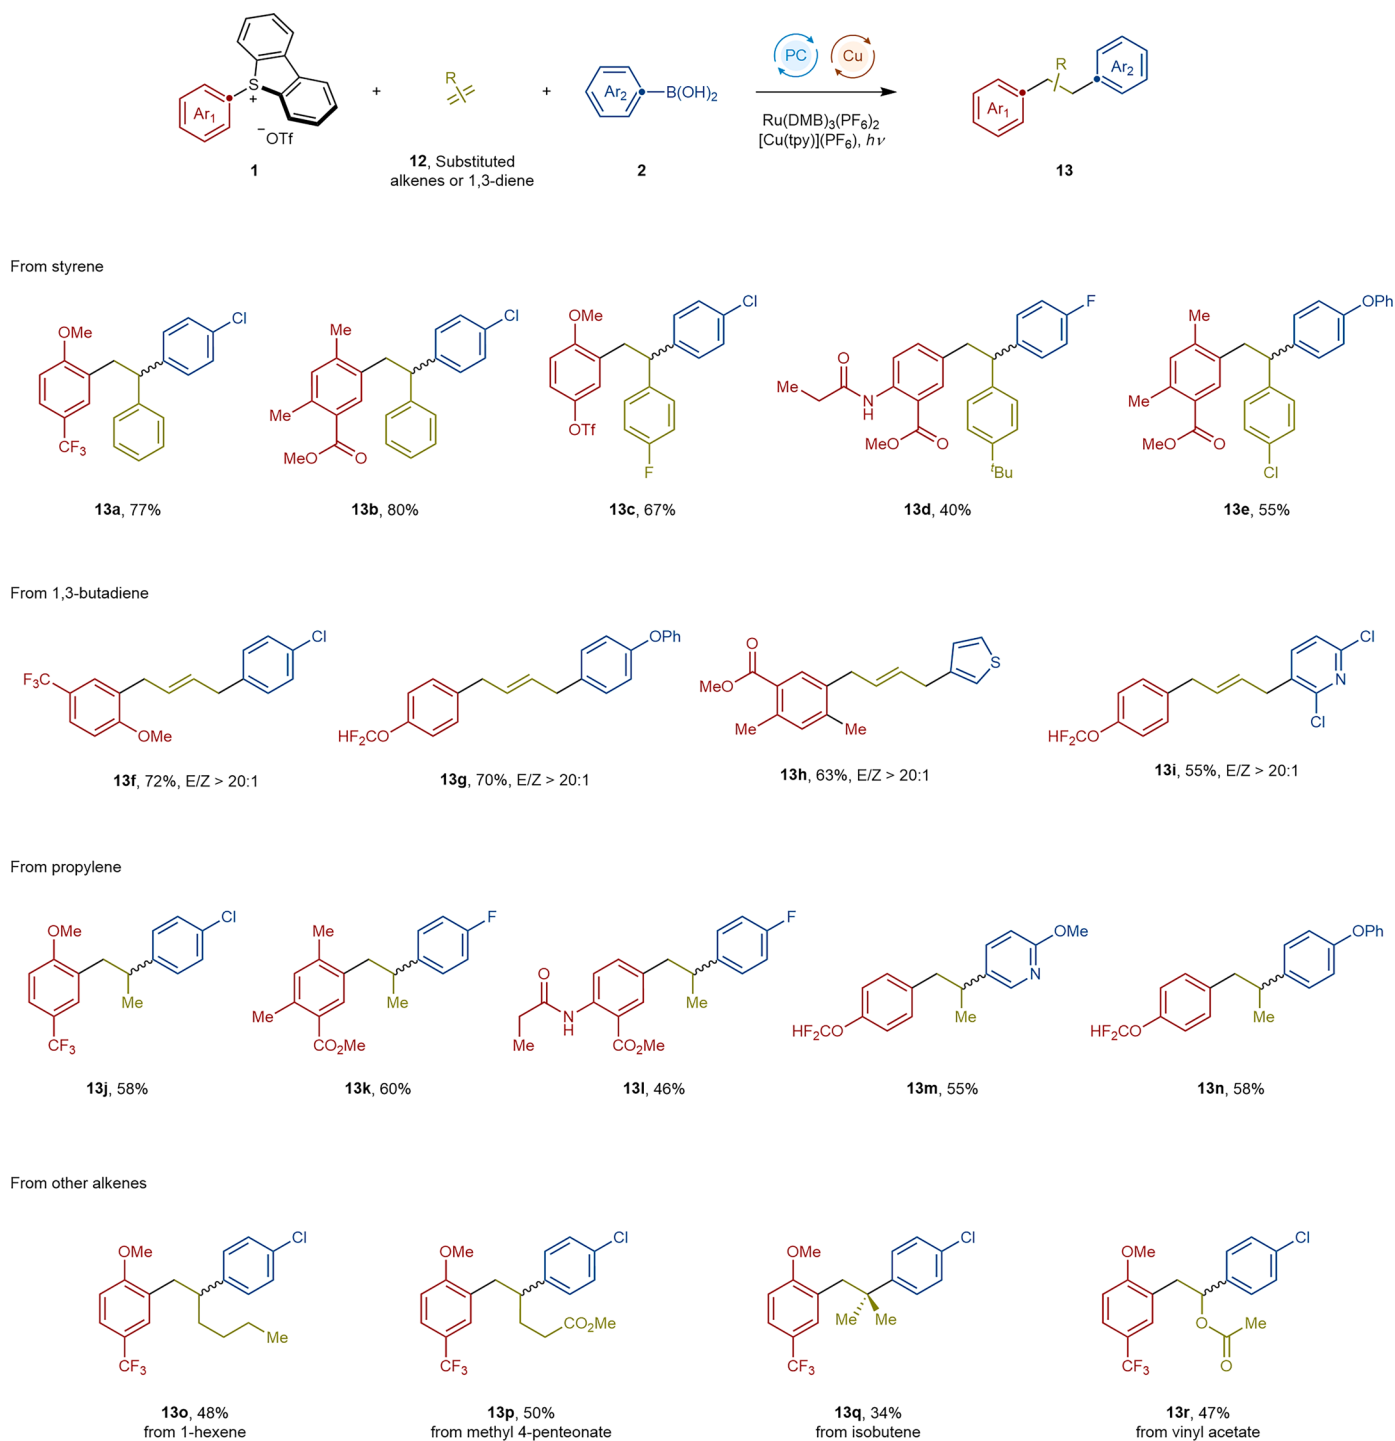 Ar1
S
+
−OTf
1
+
R
12, Substituted
alkenes or 1,3-diene
+
Ar2
B(OH)2
2
PC
Cu
Ru(DMB)3(PF6)2
[Cu(tpy)](PF6), hν
Ar1
R
Ar2
13
From styrene
OMe
CF3
Cl
13a, 77%
Me
Me
MeO
O
Cl
13b, 80%
OMe
OTf
F
Cl
13c, 67%
Me
O
N
H
MeO
O
tBu
F
13d, 40%
Me
Me
MeO
O
Cl
OPh
13e, 55%
From 1,3-butadiene
F3C
OMe
Cl
13f, 72%, E/Z > 20:1
HF2CO
OPh
13g, 70%, E/Z > 20:1
O
MeO
Me
Me
S
13h, 63%, E/Z > 20:1
HF2CO
Cl
N
Cl
13i, 55%, E/Z > 20:1
From propylene
OMe
CF3
Me
Cl
13j, 58%
Me
Me
CO2Me
Me
F
13k, 60%
O
N
H
Me
CO2Me
Me
F
13l, 46%
HF2CO
Me
OMe
N
13m, 55%
HF2CO
Me
OPh
13n, 58%
From other alkenes
OMe
CF3
Me
Cl
13o, 48%
from 1-hexene
OMe
CF3
CO2Me
Cl
13p, 50%
from methyl 4-penteonate
OMe
CF3
Me
Me
Cl
13q, 34%
from isobutene
OMe
CF3
O
Me
O
Cl
13r, 47%
from vinyl acetate